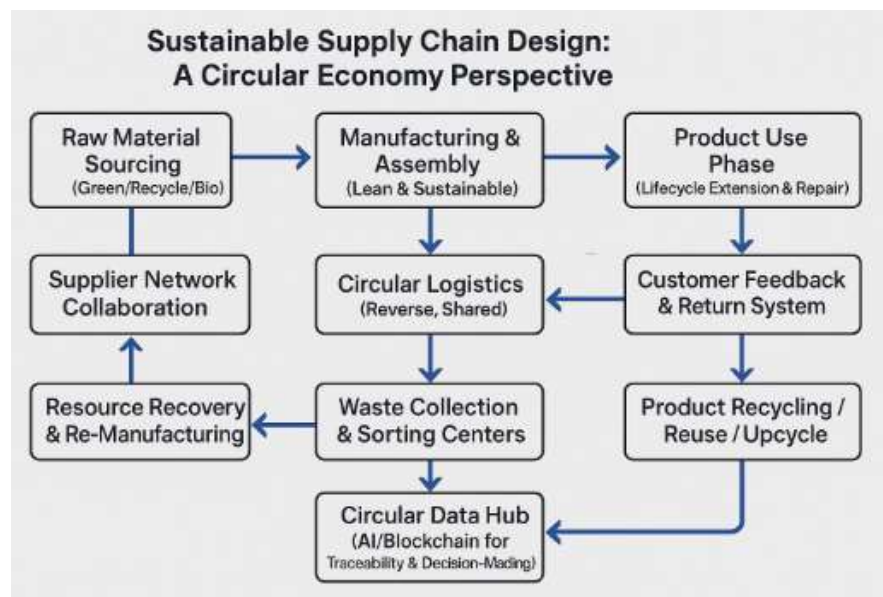 Sustainable Supply Chain Design:
A Circular Economy Perspective
Raw Material
Sourcing
(Green/Recycle/Bio)
Manufacturing &
Assembly
(Lean & Sustainable)
Product Use
Phase
(Lifecycle Extension & Repair)
Supplier Network
Collaboration
Circular Logistics
(Reverse, Shared)
Customer Feedback
& Return System
Resource Recovery
& Re-Manufacturing
Waste Collection
& Sorting Centers
Product Recycling /
Reuse / Upcycle
Circular Data Hub
(AI/Blockchain for
Traceability & Decision-Mading)